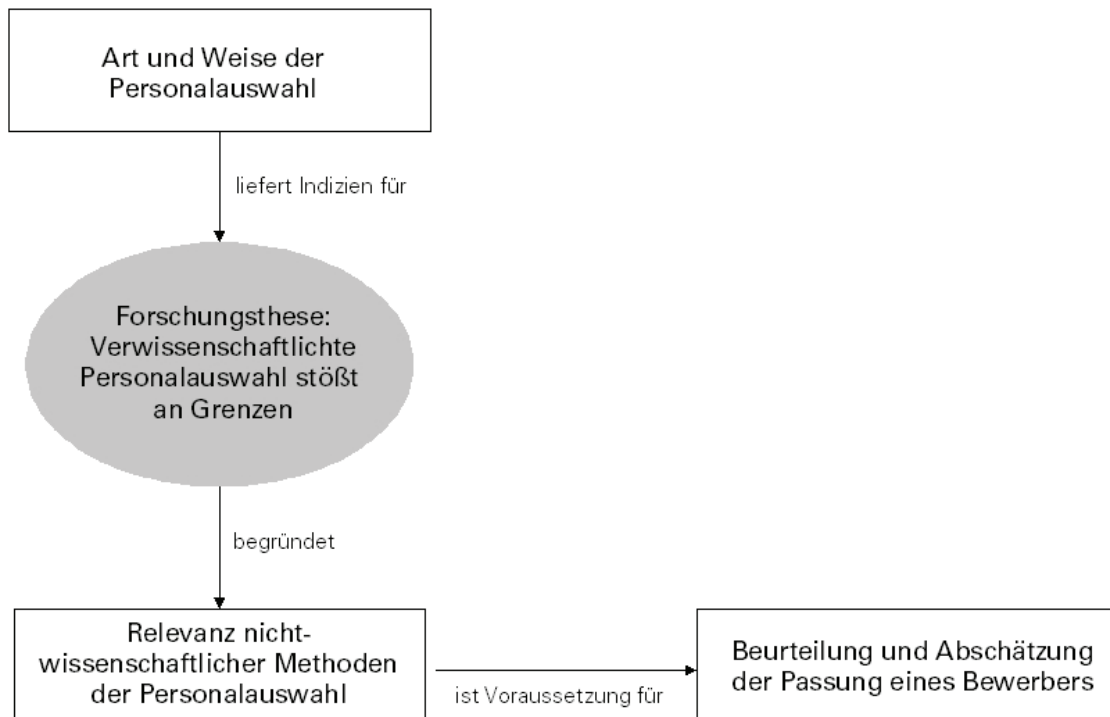 Art und Weise der
Personalauswahl
liefert Indizien für
Forschungsthese:
Verwissenschaftlichte
Personalauswahl stößt
an Grenzen
begründet
Relevanz nicht-
wissenschaftlicher Methoden
der Personalauswahl
ist Voraussetzung für
Beurteilung und Abschätzung
der Passung eines Bewerbers